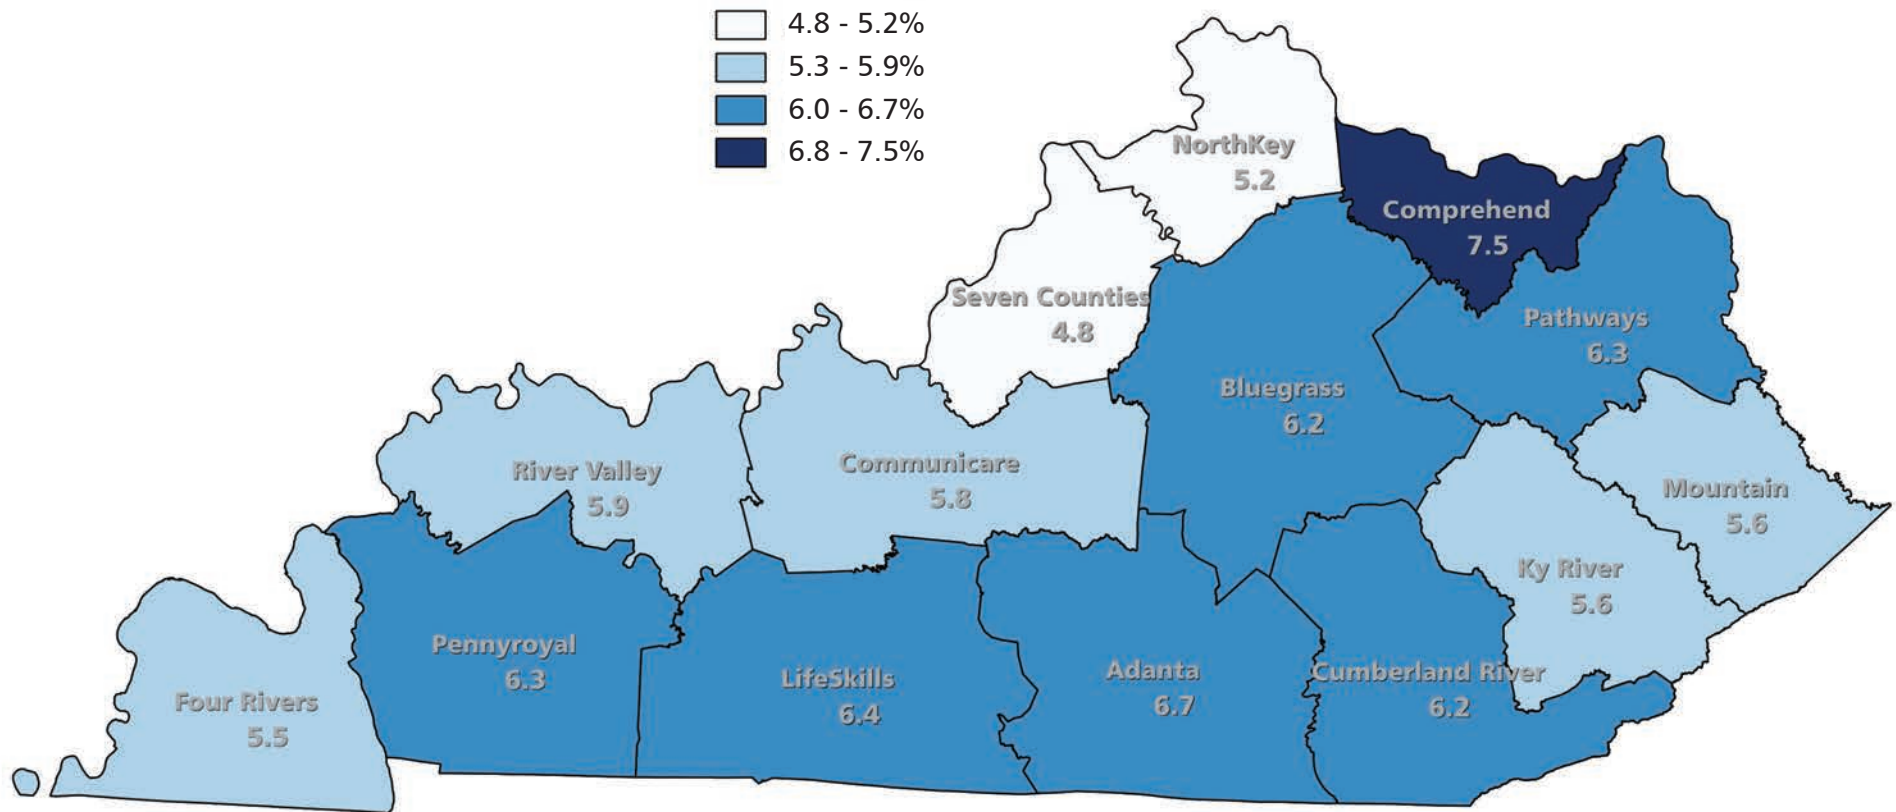 4.8 - 5.2%
5.3 - 5.9%
6.0 - 6.7%
6.8 - 7.5%
NorthKey
5.2
Comprehend
7.5
Seven Counties
4.8
Pathways
6.3
Bluegrass
6.2
River Valley
5.9
Communicare
5.8
Mountain
5.6
Ky River
5.6
Pennyroyal
6.3
LifeSkills
6.4
Adanta
6.7
Cumberland River
6.2
Four Rivers
5.5